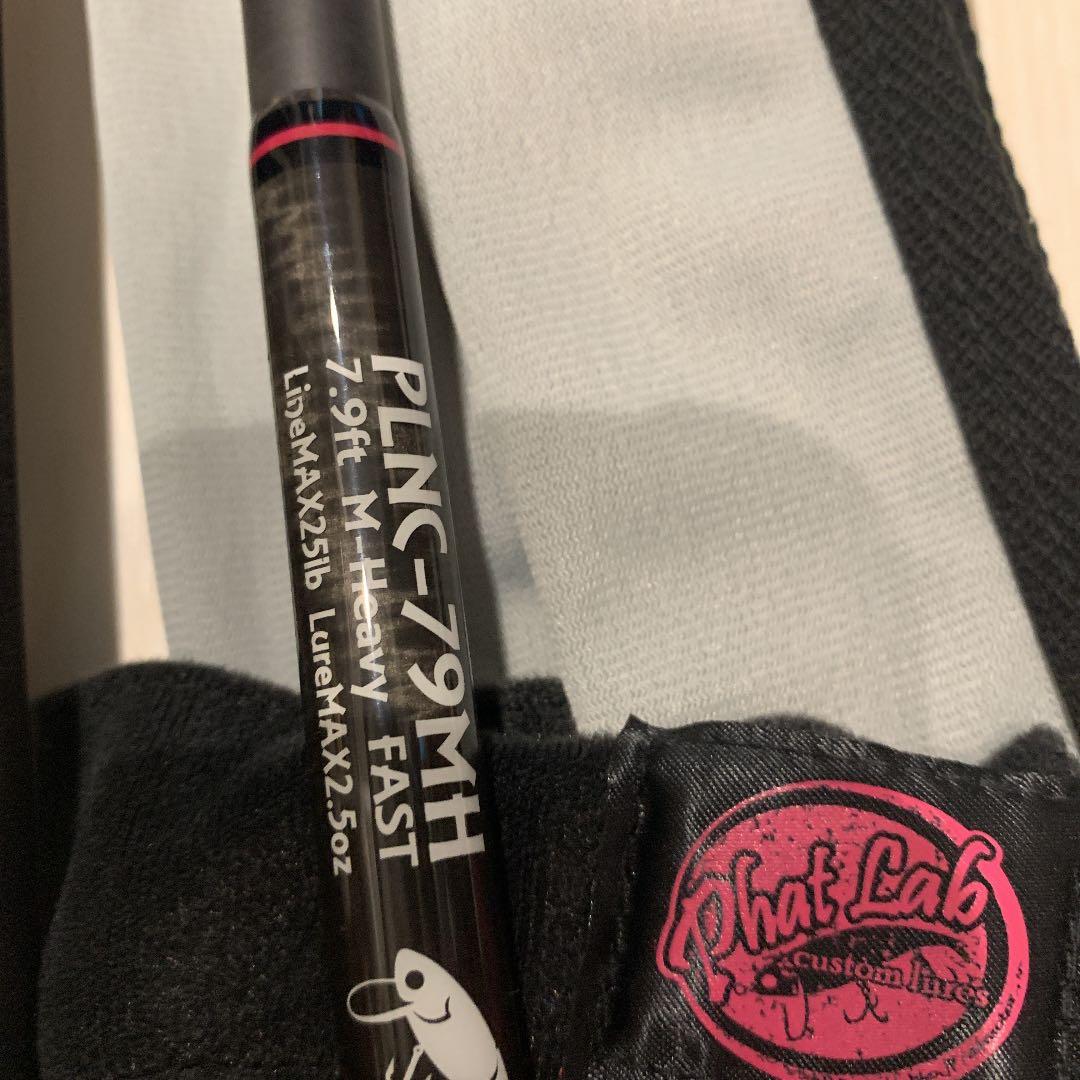 PLNC-79MH
7.9ft M-Heavy FAST
LineMAX25lb LureMAX2.5oz
Phat Lab
custom lures